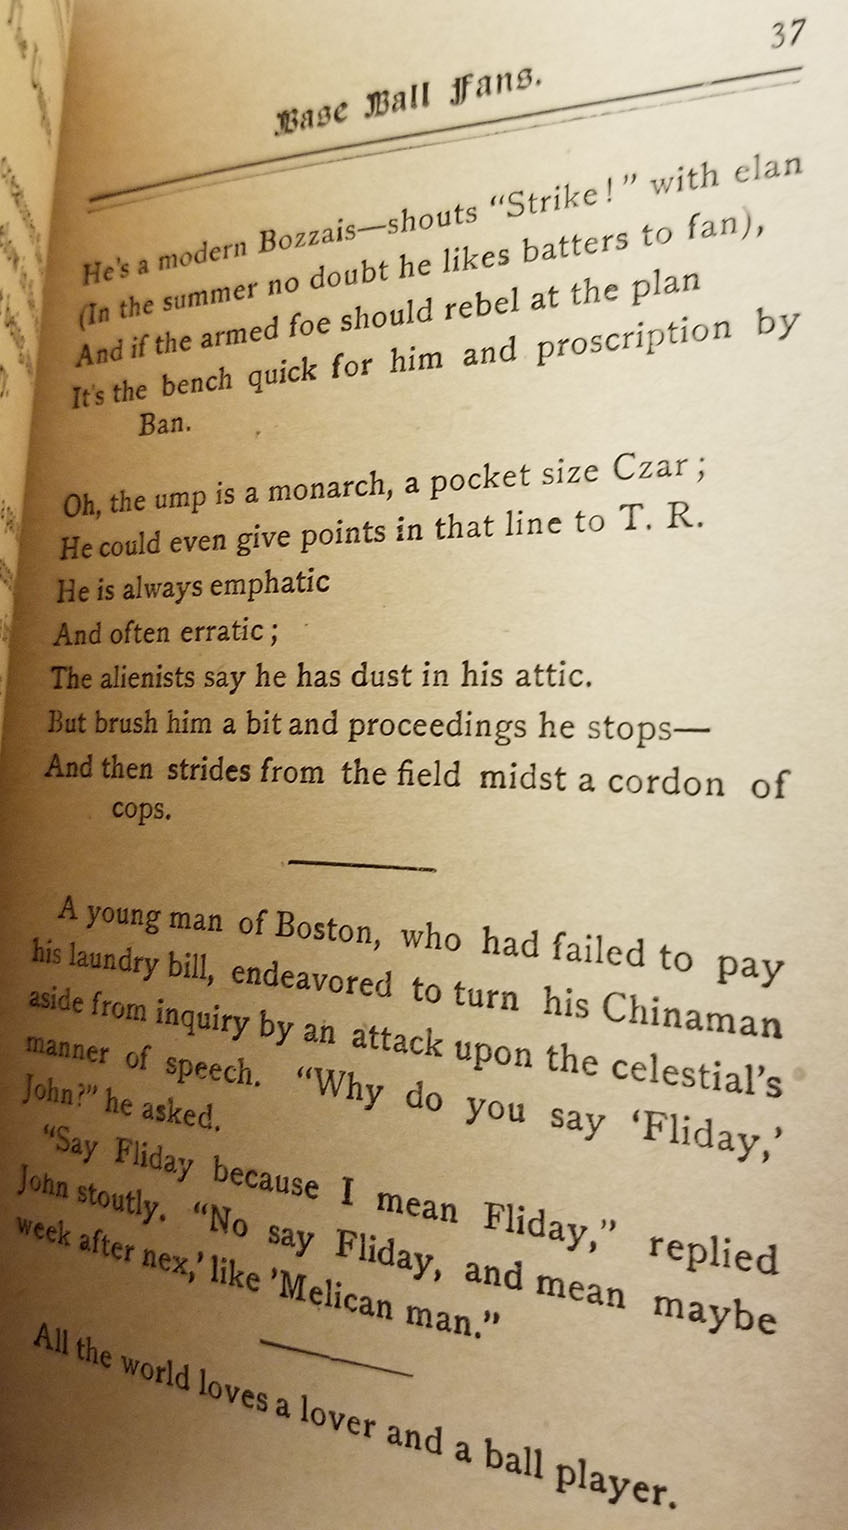 37
Base Ball Fans.
He's a modern Bozzais—shouts "Strike!" with elan
(In the summer no doubt he likes batters to fan),
And if the armed foe should rebel at the plan
It's the bench quick for him and proscription by
Ban.
Oh, the ump is a monarch, a pocket size Czar;
He could even give points in that line to T. R.
He is always emphatic
And often erratic;
The alienists say he has dust in his attic.
But brush him a bit and proceedings he stops—
And then strides from the field midst a cordon of
cops.
A young man of Boston, who had failed to pay
his laundry bill, endeavored to turn his Chinaman
aside from inquiry by an attack upon the celestial's
manner of speech. "Why do you say 'Fliday,'
John?" he asked.
"Say Fliday because I mean Fliday," replied
John stoutly. "No say Fliday, and mean maybe
week after nex,' like 'Melican man."
All the world loves a lover and a ball player.